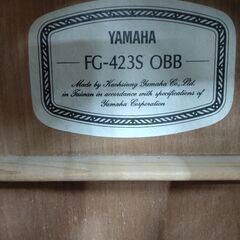 YAMAHA
FG-423S OBB
Made by Kaohsiung Yamaha Co., Ltd.
in Taiwan in accordance with specifications of
Yamaha Corporation